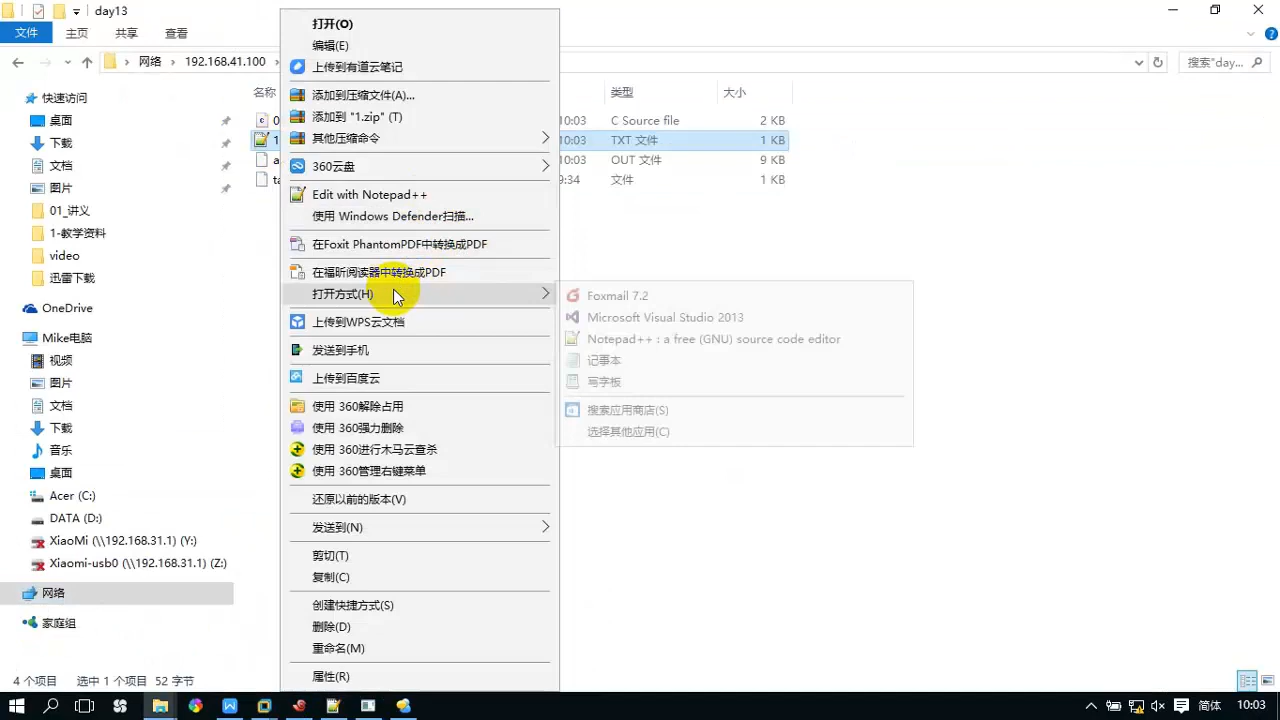 day13
文件
主页
共享
查看
网络
192.168.41.100
搜索"day...
快速访问
桌面
下载
文档
图片
01_讲义
1-教学资料
video
迅雷下载
OneDrive
Mike电脑
视频
图片
文档
下载
音乐
桌面
Acer (C:)
DATA (D:)
XiaoMi (\\192.168.31.1) (Y:)
Xiaomi-usb0 (\\192.168.31.1) (Z:)
网络
家庭组
名称
类型
大小
0
10:03
C Source file
2 KB
1
10:03
TXT 文件
1 KB
a
10:03
OUT 文件
9 KB
9:34
文件
1 KB
打开(O)
编辑(E)
上传到有道云笔记
添加到压缩文件(A)...
添加到 "1.zip" (T)
其他压缩命令
360云盘
Edit with Notepad++
使用 Windows Defender扫描...
在Foxit PhantomPDF中转换成PDF
在福昕阅读器中转换成PDF
打开方式(H)
上传到WPS云文档
发送到手机
上传到百度云
使用 360解除占用
使用 360强力删除
使用 360进行木马云查杀
使用 360管理右键菜单
还原以前的版本(V)
发送到(N)
剪切(T)
复制(C)
创建快捷方式(S)
删除(D)
重命名(M)
属性(R)
Foxmail 7.2
Microsoft Visual Studio 2013
Notepad++ : a free (GNU) source code editor
记事本
写字板
搜索应用商店(S)
选择其他应用(C)
4 个项目
选中 1 个项目 52 字节
简体
10:03